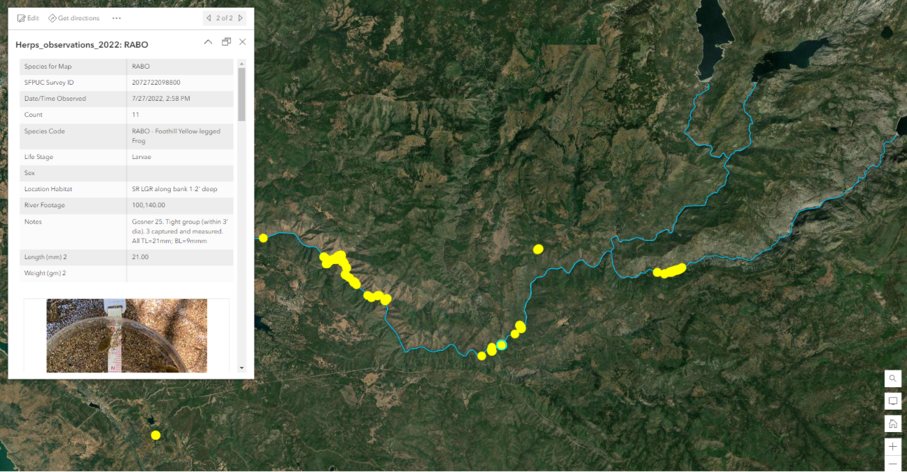 Edit Get directions ... 2 of 2
Herps_observations_2022: RABO
Species for Map RABO
SFPUC Survey ID 2072722098800
Date/Time Observed 7/27/2022, 2:58 PM
Count 11
Species Code RABO - Foothill Yellow-legged
Frog
Life Stage Larvae
Sex
Location Habitat SR LGR along bank 1-2' deep
River Footage 100,140.00
Notes Gosner 25. Tight group (within 3'
dia). 3 captured and measured.
All TL=21mm; BL=9mmm
Length (mm) 2 21.00
Weight (gm) 2